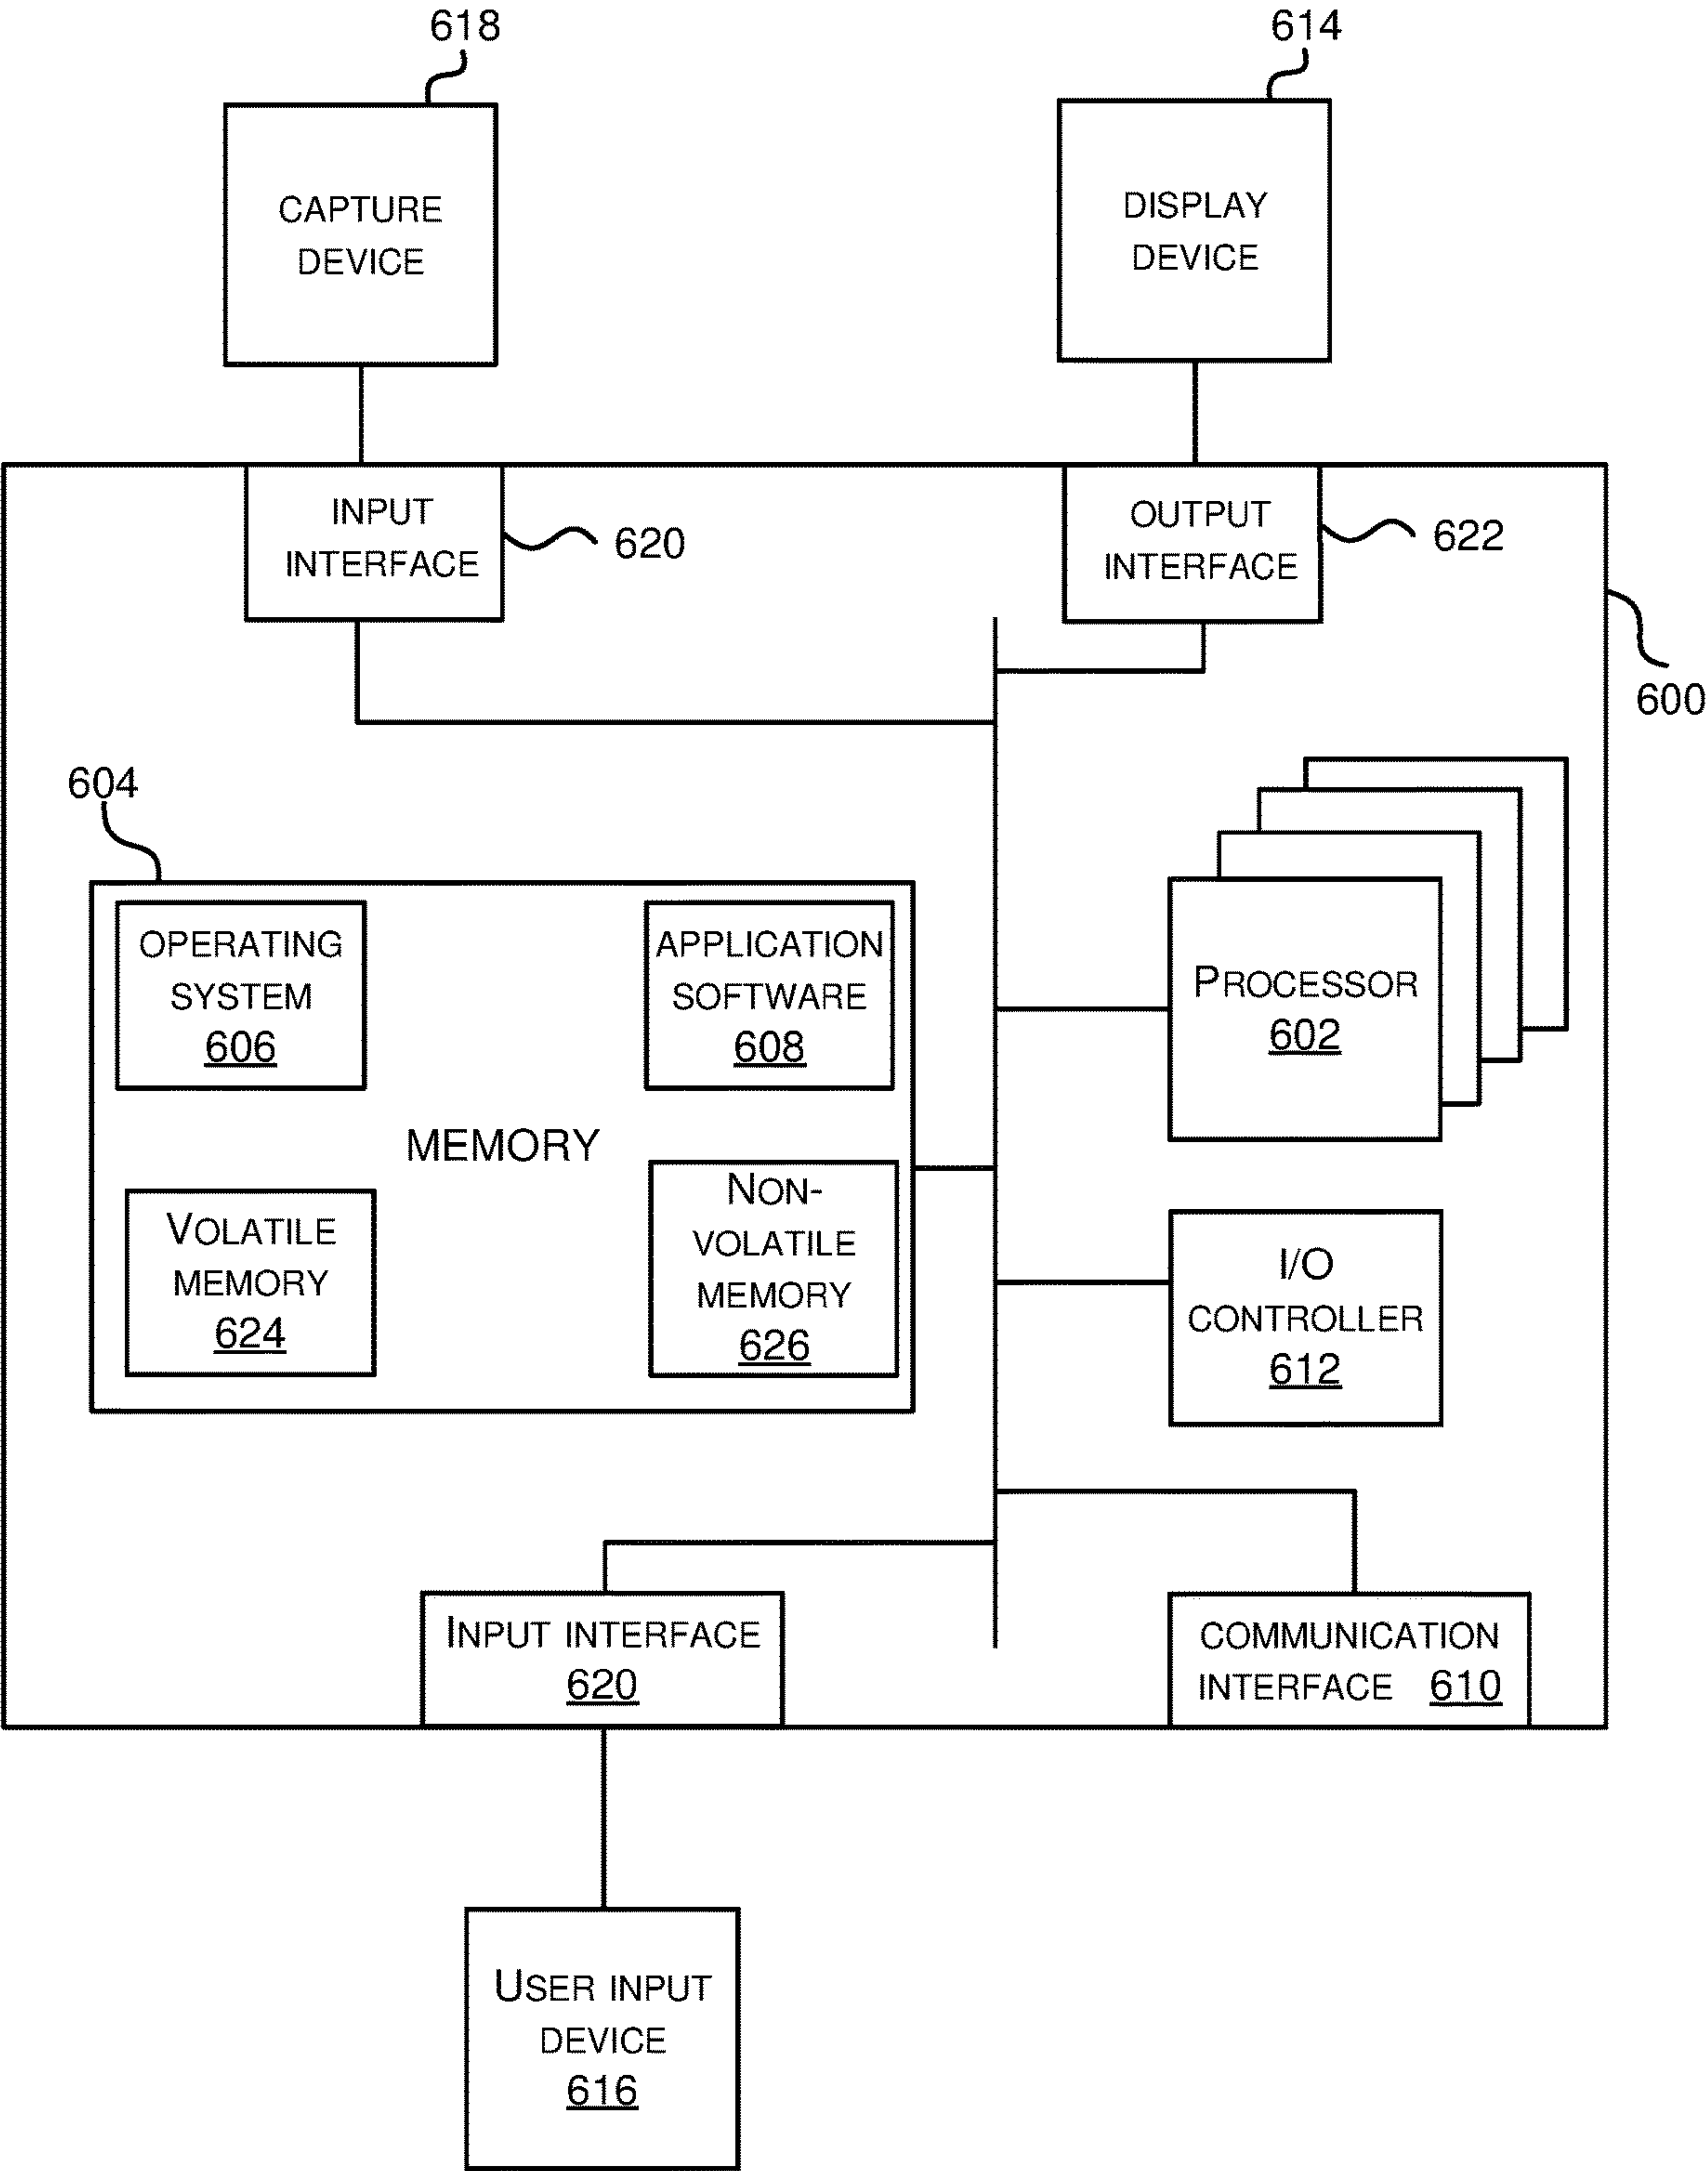 618
614
CAPTURE
DEVICE
DISPLAY
DEVICE
INPUT
INTERFACE
620
OUTPUT
INTERFACE
622
600
604
OPERATING
SYSTEM
606
APPLICATION
SOFTWARE
608
MEMORY
VOLATILE
MEMORY
624
NON-
VOLATILE
MEMORY
626
PROCESSOR
602
I/O
CONTROLLER
612
INPUT INTERFACE
620
COMMUNICATION
INTERFACE 610
USER INPUT
DEVICE
616